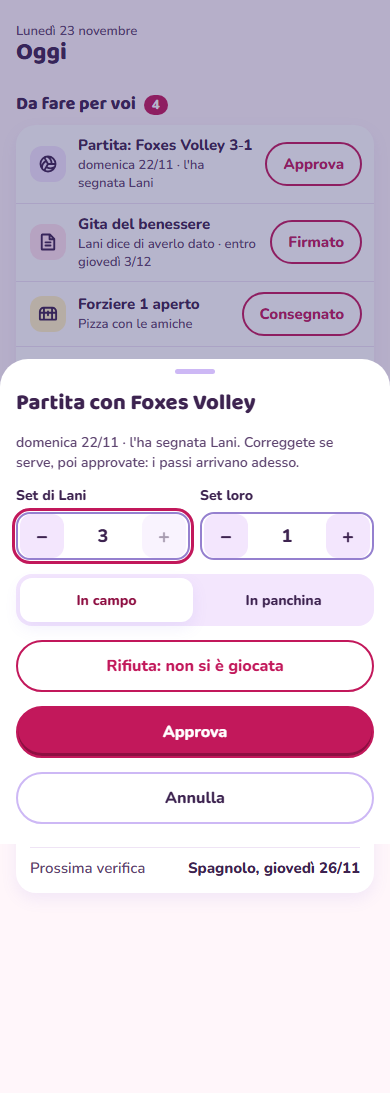 Lunedì 23 novembre
Oggi
Da fare per voi 4
Partita: Foxes Volley 3-1
domenica 22/11 · l'ha
segnata Lani
Approva
Gita del benessere
Lani dice di averlo dato · entro
giovedì 3/12
Firmato
Forziere 1 aperto
Pizza con le amiche
Consegnato
Partita con Foxes Volley
domenica 22/11 · l'ha segnata Lani. Correggete se
serve, poi approvate: i passi arrivano adesso.
Set di Lani
Set loro
− 3 +
− 1 +
In campo
In panchina
Rifiuta: non si è giocata
Approva
Annulla
Prossima verifica
Spagnolo, giovedì 26/11